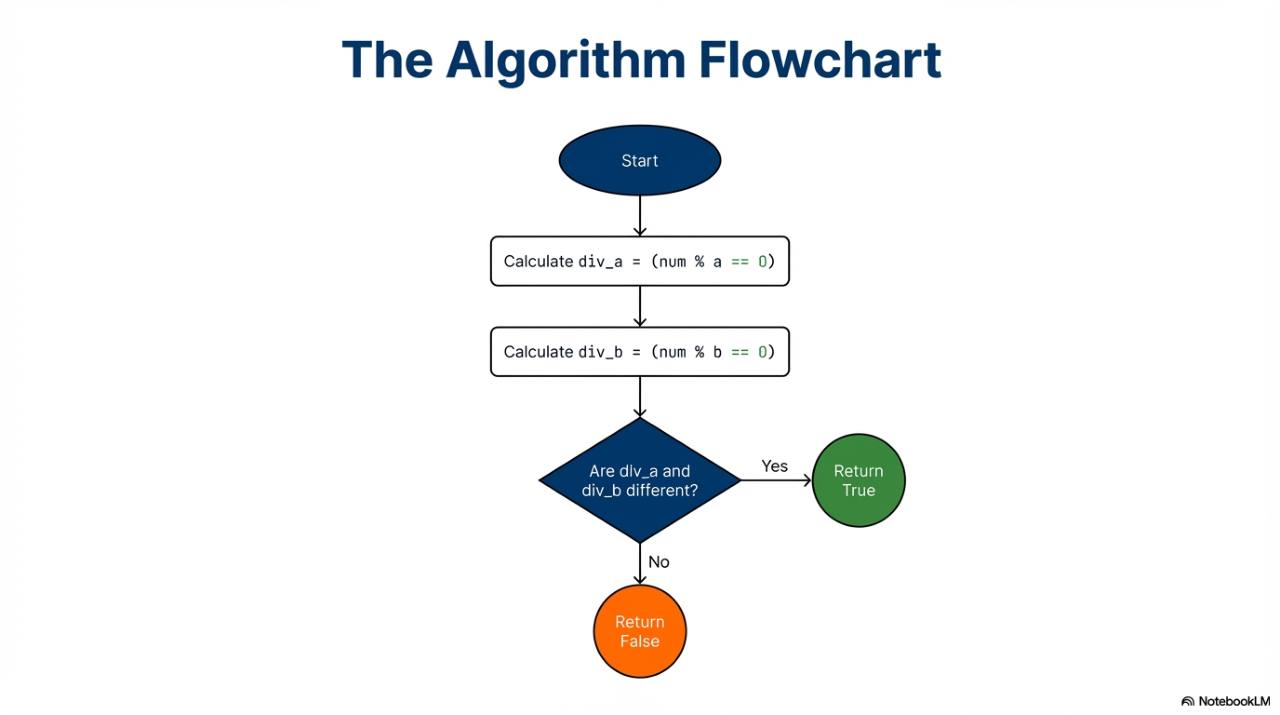 The Algorithm Flowchart
Start
Calculate div_a = (num % a == 0)
Calculate div_b = (num % b == 0)
Are div_a and
div_b different?
Yes
Return
True
No
Return
False
NotebookLM